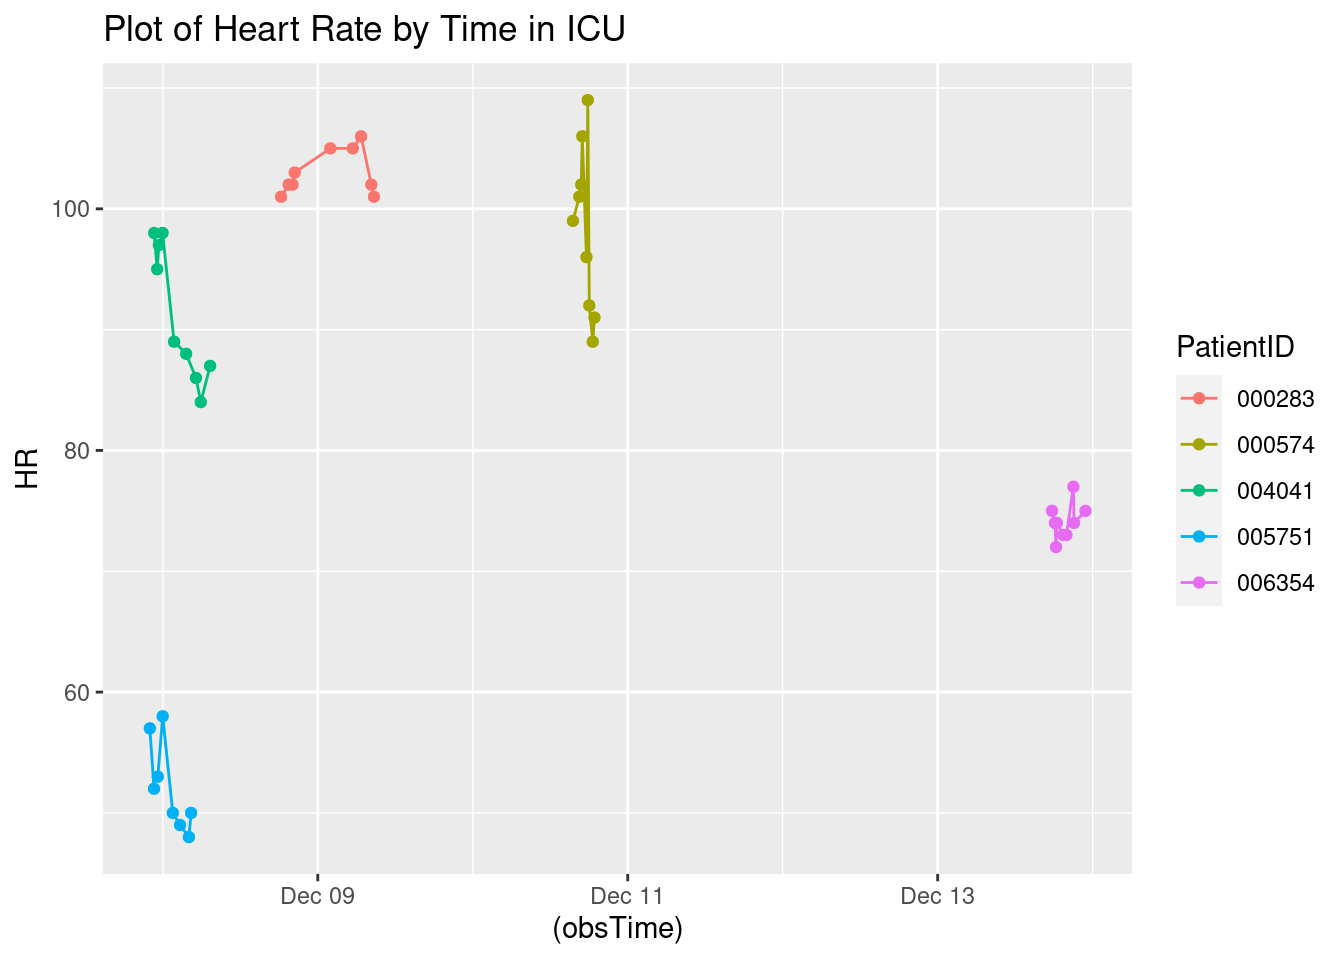 Plot of Heart Rate by Time in ICU
HR
100
80
60
Dec 09
Dec 11
Dec 13
(obsTime)
PatientID
000283
000574
004041
005751
006354